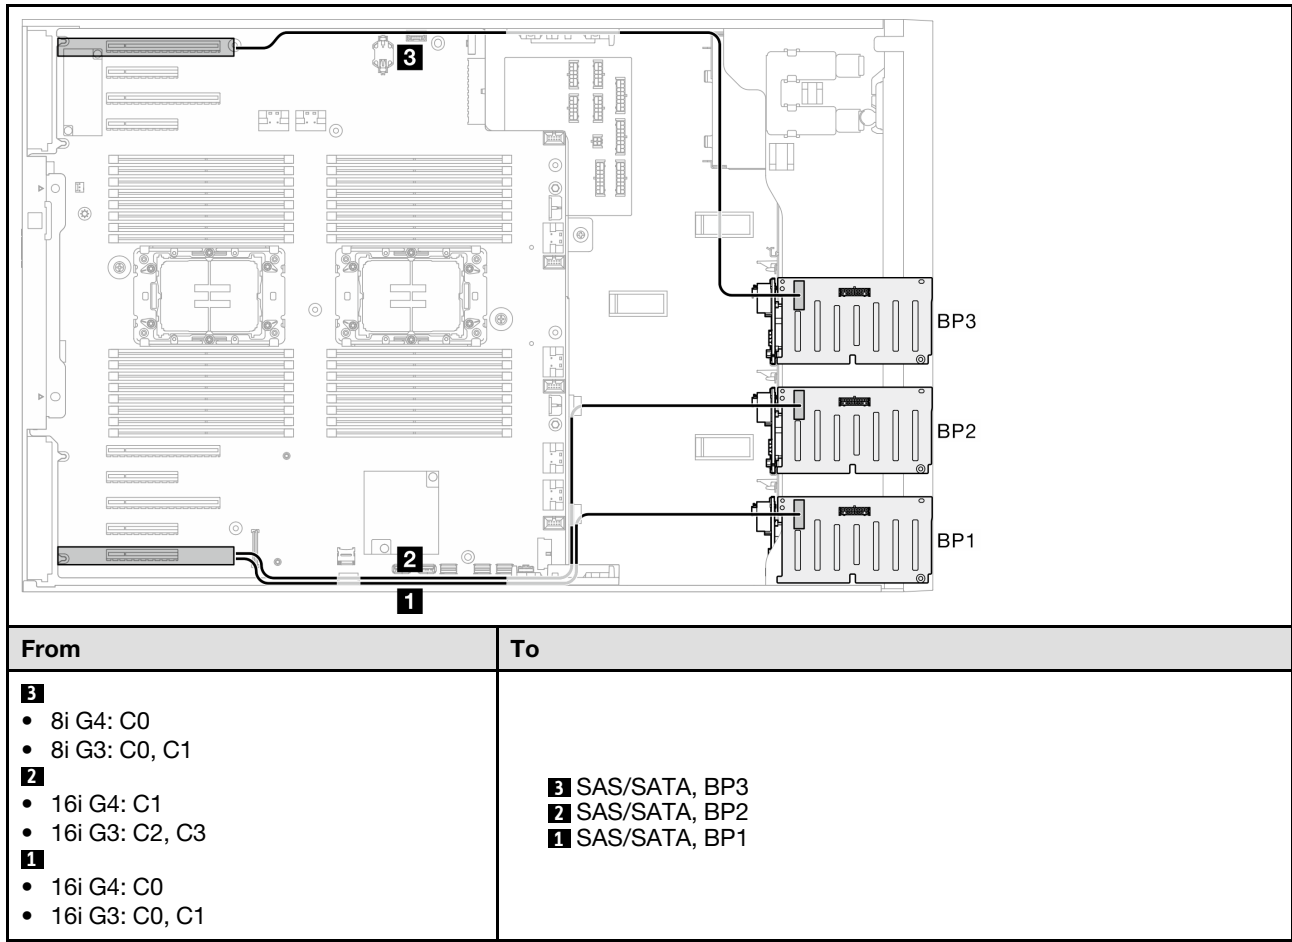 3
BP3
BP2
BP1
2
1
From
To
3
• 8i G4: C0
• 8i G3: C0, C1
2
• 16i G4: C1
• 16i G3: C2, C3
1
• 16i G4: C0
• 16i G3: C0, C1
3 SAS/SATA, BP3
2 SAS/SATA, BP2
1 SAS/SATA, BP1